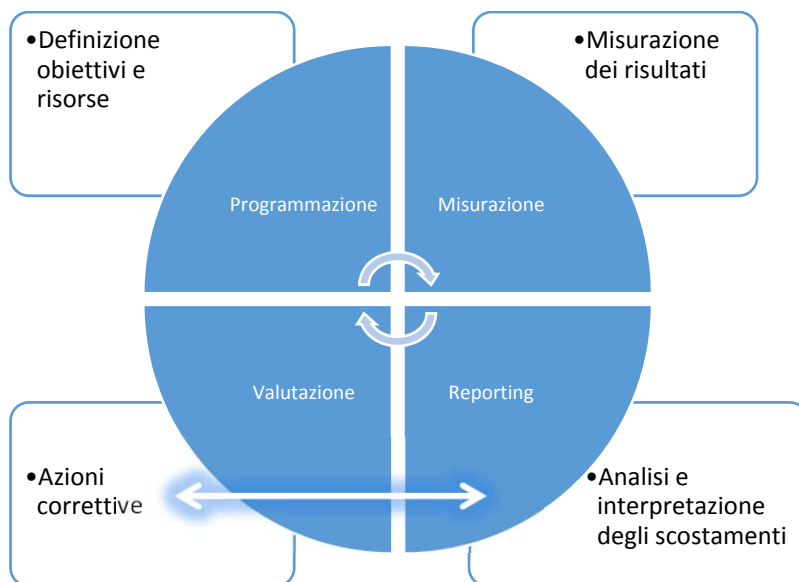 •Definizione
obiettivi e
risorse
•Misurazione
dei risultati
Programmazione
Misurazione
Valutazione
Reporting
•Azioni
correttive
•Analisi e
interpretazione
degli scostamenti